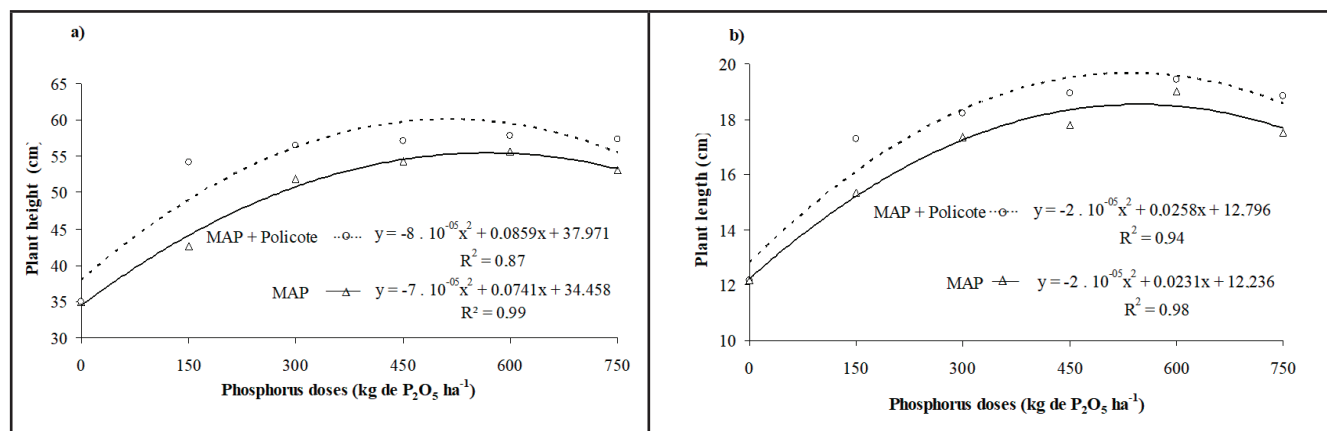 a)
Plant height (cm)
65
60
55
50
45
40
35
30
MAP + Policote y = -8 . 10⁻⁰⁵x² + 0.0859x + 37.971
R² = 0.87
MAP y = -7 . 10⁻⁰⁵x² + 0.0741x + 34.458
R² = 0.99
0 150 300 450 600 750
Phosphorus doses (kg de P₂O₅ ha⁻¹)
b)
Plant length (cm)
20
18
16
14
12
10
MAP + Policote y = -2 . 10⁻⁰⁵x² + 0.0258x + 12.796
R² = 0.94
MAP y = -2 . 10⁻⁰⁵x² + 0.0231x + 12.236
R² = 0.98
0 150 300 450 600 750
Phosphorus doses (kg de P₂O₅ ha⁻¹)